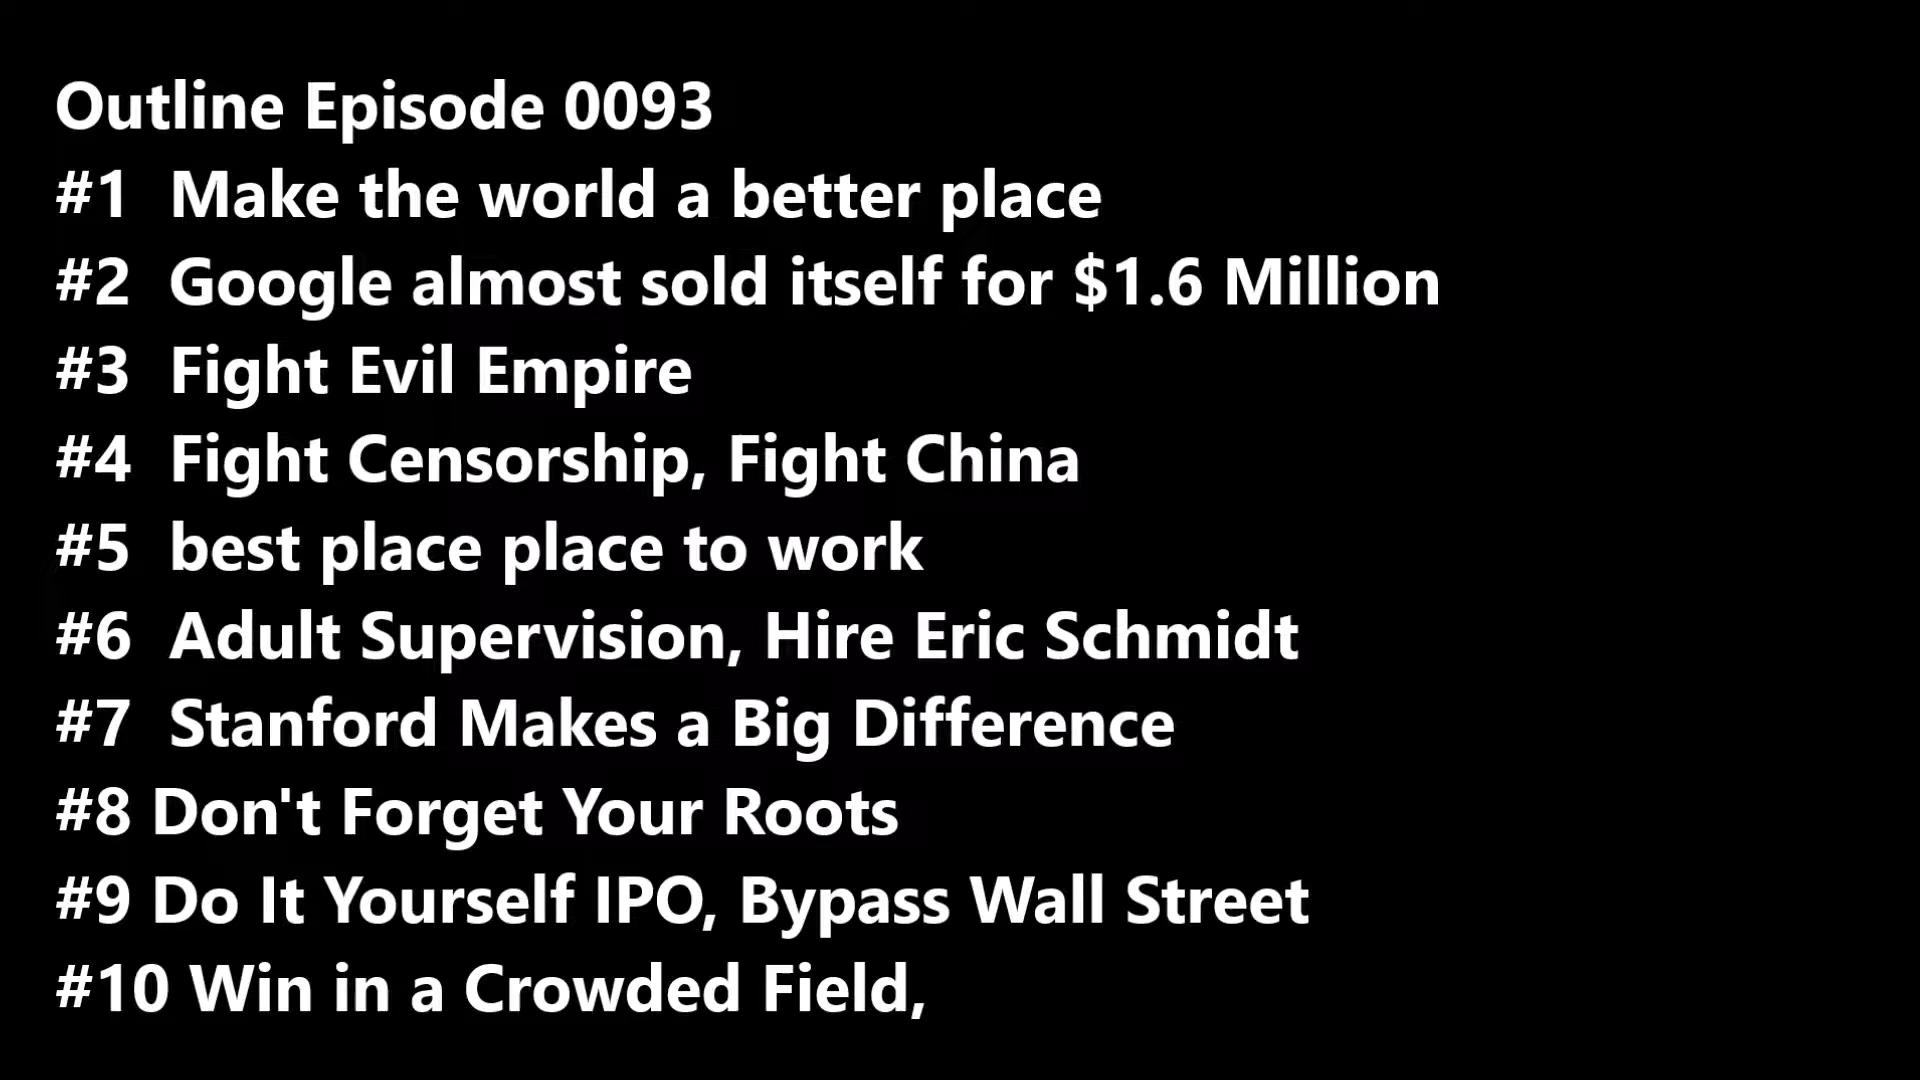 Outline Episode 0093
#1  Make the world a better place
#2  Google almost sold itself for $1.6 Million
#3  Fight Evil Empire
#4  Fight Censorship, Fight China
#5  best place place to work
#6  Adult Supervision, Hire Eric Schmidt
#7  Stanford Makes a Big Difference
#8 Don't Forget Your Roots
#9 Do It Yourself IPO, Bypass Wall Street
#10 Win in a Crowded Field,